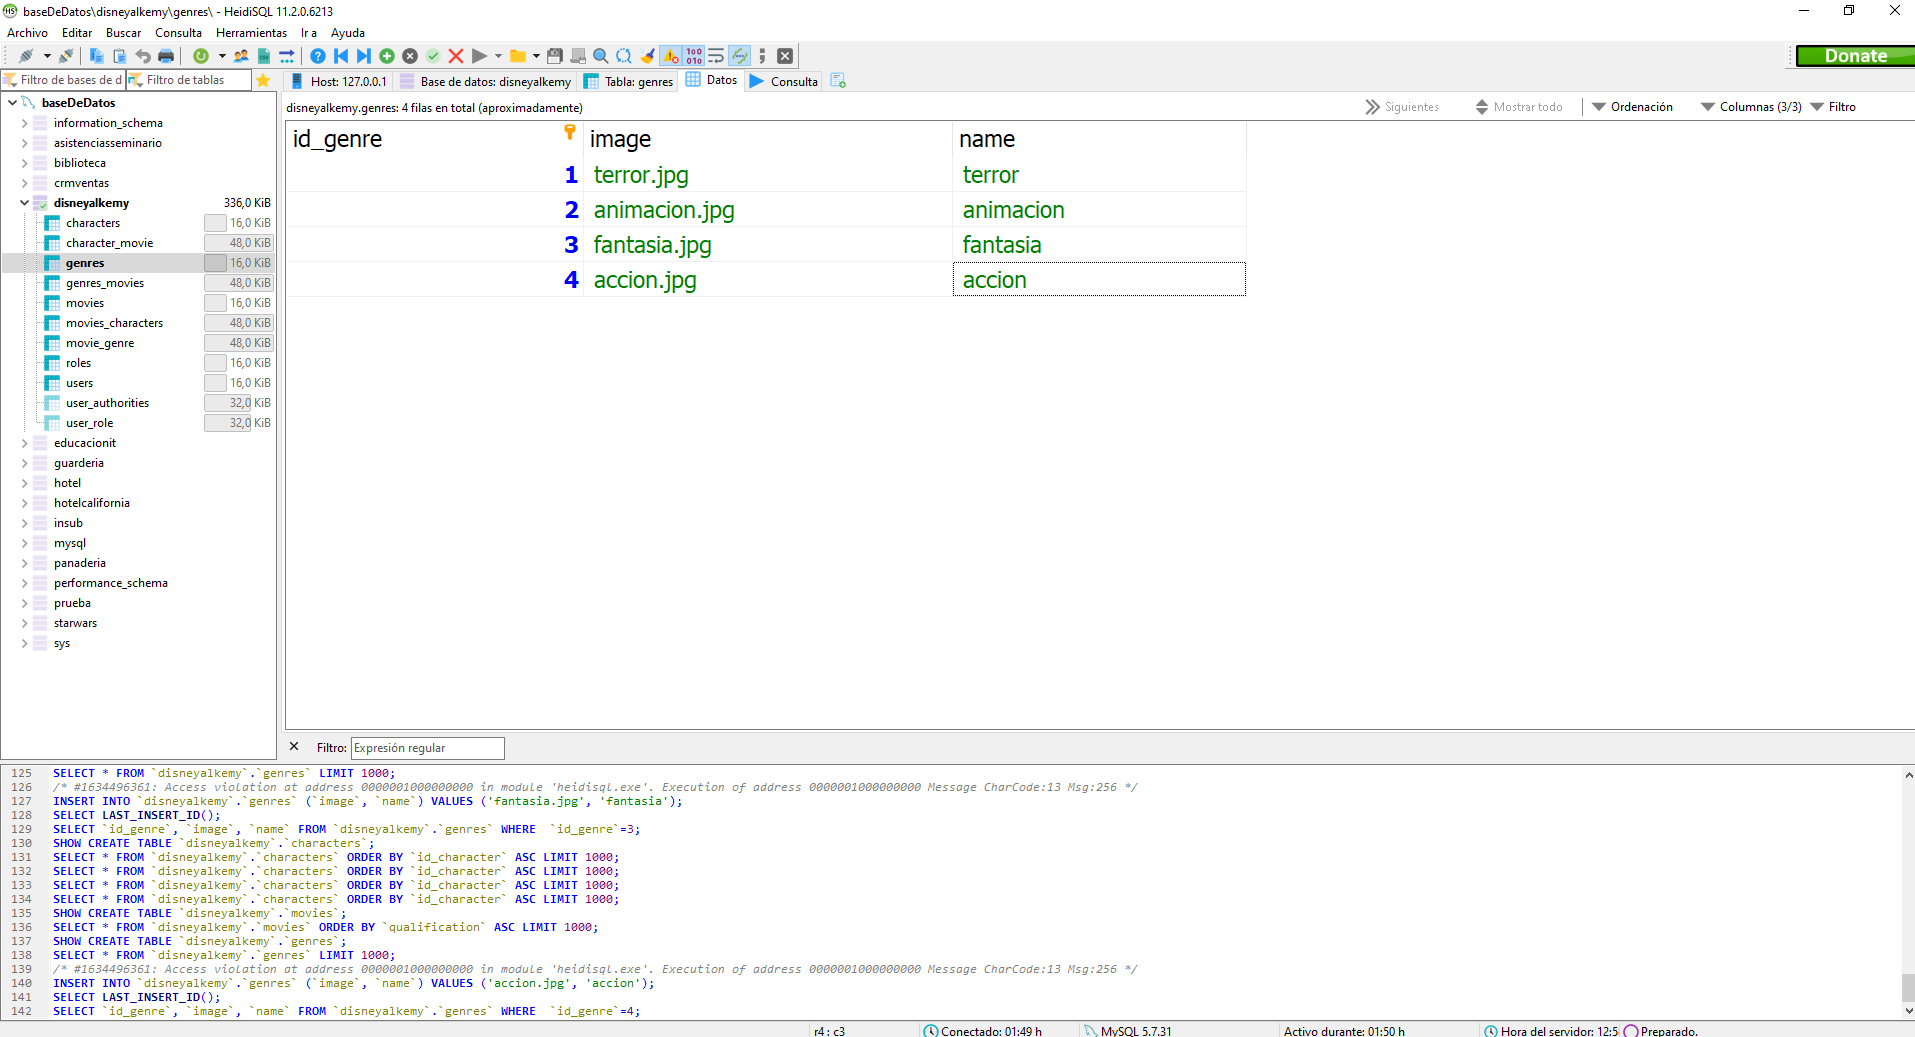 baseDeDatos\disneyalkemy\genres\ - HeidiSQL 11.2.0.6213
Archivo Editar Buscar Consulta Herramientas Ir a Ayuda
Donate
Filtro de bases de d Filtro de tablas
Host: 127.0.0.1 Base de datos: disneyalkemy Tabla: genres Datos Consulta
disneyalkemy.genres: 4 filas en total (aproximadamente) Siguientes Mostrar todo Ordenación Columnas (3/3) Filtro
baseDeDatos
information_schema
asistenciasseminario
biblioteca
crmventas
disneyalkemy 336,0 KiB
characters 16,0 KiB
character_movie 48,0 KiB
genres 16,0 KiB
genres_movies 48,0 KiB
movies 16,0 KiB
movies_characters 48,0 KiB
movie_genre 48,0 KiB
roles 16,0 KiB
users 16,0 KiB
user_authorities 32,0 KiB
user_role 32,0 KiB
educacionit
guarderia
hotel
hotelcalifornia
insub
mysql
panaderia
performance_schema
prueba
starwars
sys
id_genre image name
1 terror.jpg terror
2 animacion.jpg animacion
3 fantasia.jpg fantasia
4 accion.jpg accion
Filtro: Expresión regular
125 SELECT * FROM `disneyalkemy`.`genres` LIMIT 1000;
126 /* #1634496361: Access violation at address 0000001000000000 in module 'heidisql.exe'. Execution of address 0000001000000000 Message CharCode:13 Msg:256 */
127 INSERT INTO `disneyalkemy`.`genres` (`image`, `name`) VALUES ('fantasia.jpg', 'fantasia');
128 SELECT LAST_INSERT_ID();
129 SELECT `id_genre`, `image`, `name` FROM `disneyalkemy`.`genres` WHERE  `id_genre`=3;
130 SHOW CREATE TABLE `disneyalkemy`.`characters`;
131 SELECT * FROM `disneyalkemy`.`characters` ORDER BY `id_character` ASC LIMIT 1000;
132 SELECT * FROM `disneyalkemy`.`characters` ORDER BY `id_character` ASC LIMIT 1000;
133 SELECT * FROM `disneyalkemy`.`characters` ORDER BY `id_character` ASC LIMIT 1000;
134 SELECT * FROM `disneyalkemy`.`characters` ORDER BY `id_character` ASC LIMIT 1000;
135 SHOW CREATE TABLE `disneyalkemy`.`movies`;
136 SELECT * FROM `disneyalkemy`.`movies` ORDER BY `qualification` ASC LIMIT 1000;
137 SHOW CREATE TABLE `disneyalkemy`.`genres`;
138 SELECT * FROM `disneyalkemy`.`genres` LIMIT 1000;
139 /* #1634496361: Access violation at address 0000001000000000 in module 'heidisql.exe'. Execution of address 0000001000000000 Message CharCode:13 Msg:256 */
140 INSERT INTO `disneyalkemy`.`genres` (`image`, `name`) VALUES ('accion.jpg', 'accion');
141 SELECT LAST_INSERT_ID();
142 SELECT `id_genre`, `image`, `name` FROM `disneyalkemy`.`genres` WHERE  `id_genre`=4;
r4 : c3 Conectado: 01:49 h MySQL 5.7.31 Activo durante: 01:50 h Hora del servidor: 12:5 Preparado.